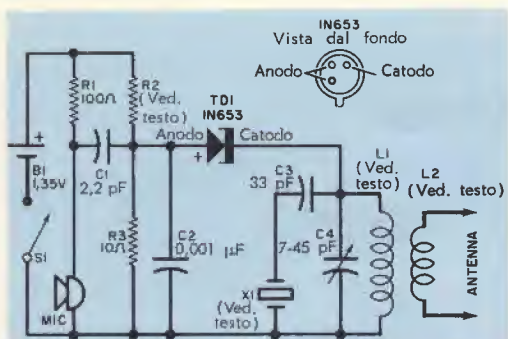 IN653
Vista dal fondo
Anodo
Catodo
R1
100Ω
R2
(Ved.
testo)
TD1
IN653
Anodo
+
Catodo
+
B1
1,35V
S1
C1
2,2 pF
R3
10Ω
C2
0,001 µF
C3
33 pF
C4
7-45 pF
L1
(Ved.
testo)
L2
(Ved. testo)
X1
(Ved.
testo)
MIC
ANTENNA